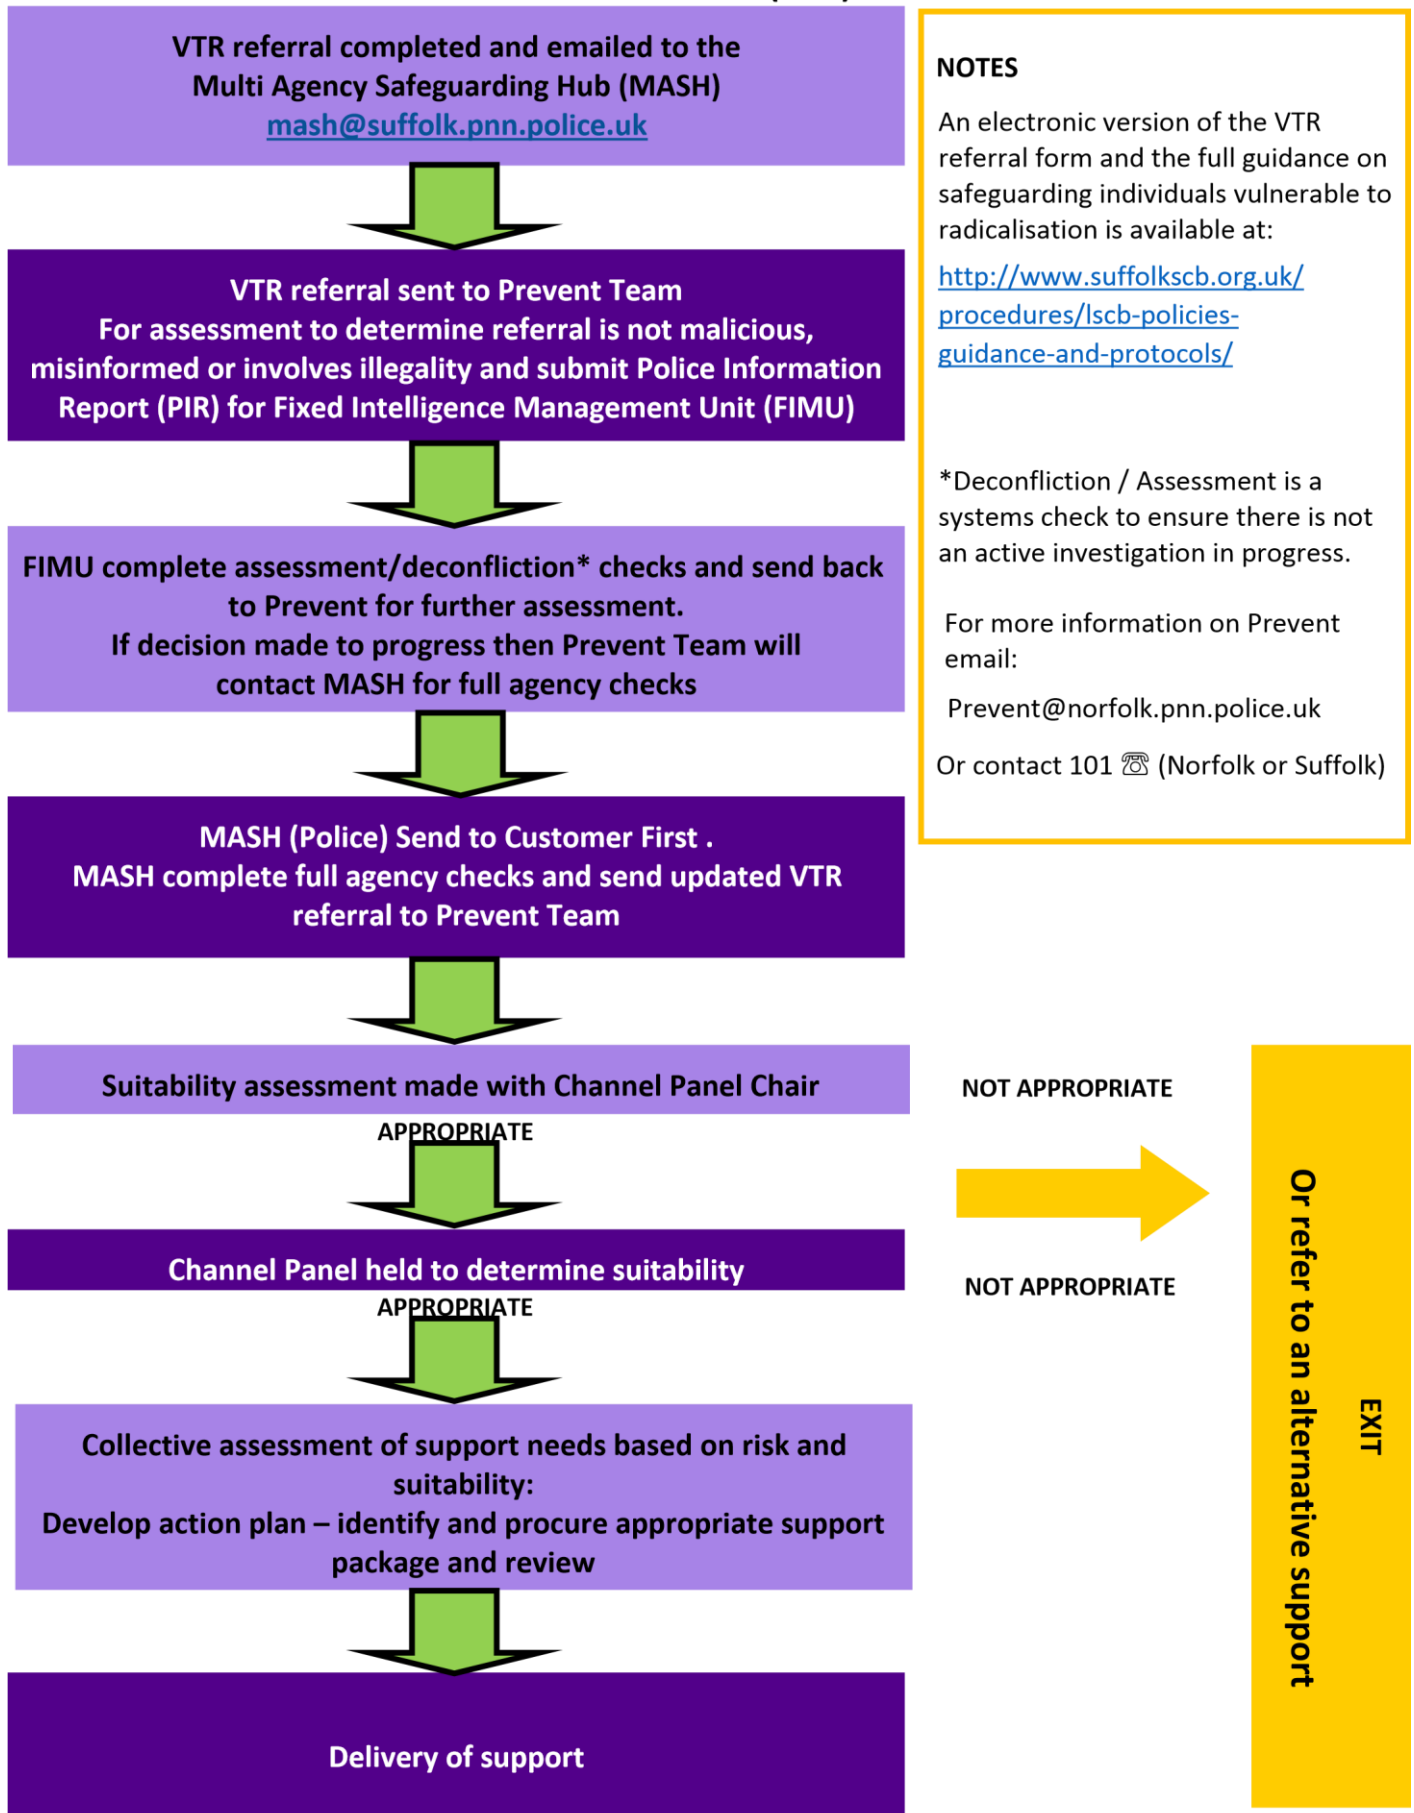 VTR referral completed and emailed to the
Multi Agency Safeguarding Hub (MASH)
mash@suffolk.pnn.police.uk
VTR referral sent to Prevent Team
For assessment to determine referral is not malicious,
misinformed or involves illegality and submit Police Information
Report (PIR) for Fixed Intelligence Management Unit (FIMU)
FIMU complete assessment/deconfliction* checks and send back
to Prevent for further assessment.
If decision made to progress then Prevent Team will
contact MASH for full agency checks
MASH (Police) Send to Customer First .
MASH complete full agency checks and send updated VTR
referral to Prevent Team
Suitability assessment made with Channel Panel Chair
APPROPRIATE
Channel Panel held to determine suitability
APPROPRIATE
Collective assessment of support needs based on risk and
suitability:
Develop action plan – identify and procure appropriate support
package and review
Delivery of support
NOTES
An electronic version of the VTR
referral form and the full guidance on
safeguarding individuals vulnerable to
radicalisation is available at:
http://www.suffolkscb.org.uk/
procedures/lscb-policies-
guidance-and-protocols/
*Deconfliction / Assessment is a
systems check to ensure there is not
an active investigation in progress.
For more information on Prevent
email:
Prevent@norfolk.pnn.police.uk
Or contact 101 ☏ (Norfolk or Suffolk)
NOT APPROPRIATE
NOT APPROPRIATE
EXIT
Or refer to an alternative support